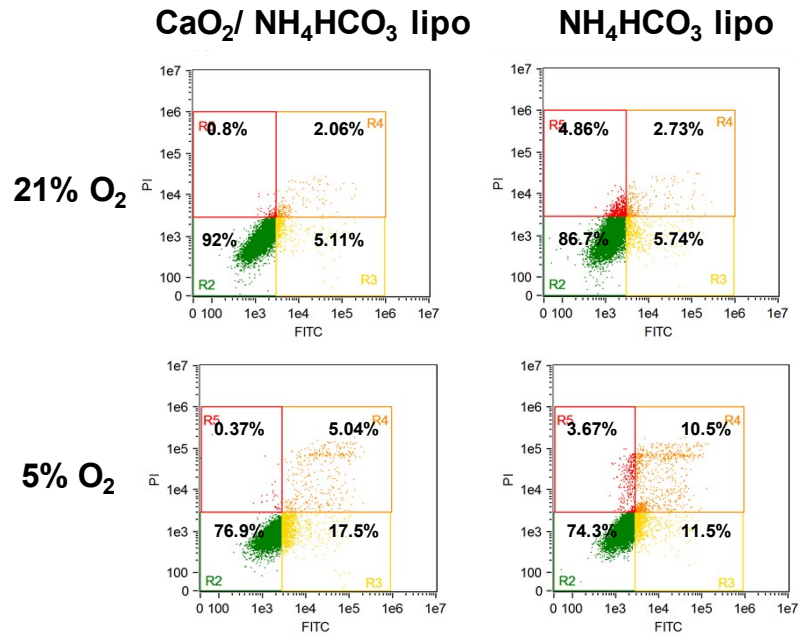 CaO₂/ NH₄HCO₃ lipo
NH₄HCO₃ lipo
21% O₂
1e7
1e6
1e5
1e4
1e3
100
0
PI
0.8%
2.06%
R4
92%
5.11%
R2
R3
0 100 1e3 1e4 1e5 1e6 1e7
FITC
1e7
1e6
1e5
1e4
1e3
100
0
PI
R5
4.86%
2.73%
R4
86.7%
5.74%
R2
R3
0 100 1e3 1e4 1e5 1e6 1e7
FITC
5% O₂
1e7
1e6
1e5
1e4
1e3
100
0
PI
R5
0.37%
5.04%
R4
76.9%
17.5%
R2
R3
0 100 1e3 1e4 1e5 1e6 1e7
FITC
1e7
1e6
1e5
1e4
1e3
100
0
PI
R5
3.67%
10.5%
R4
74.3%
11.5%
R2
R3
0 100 1e3 1e4 1e5 1e6 1e7
FITC